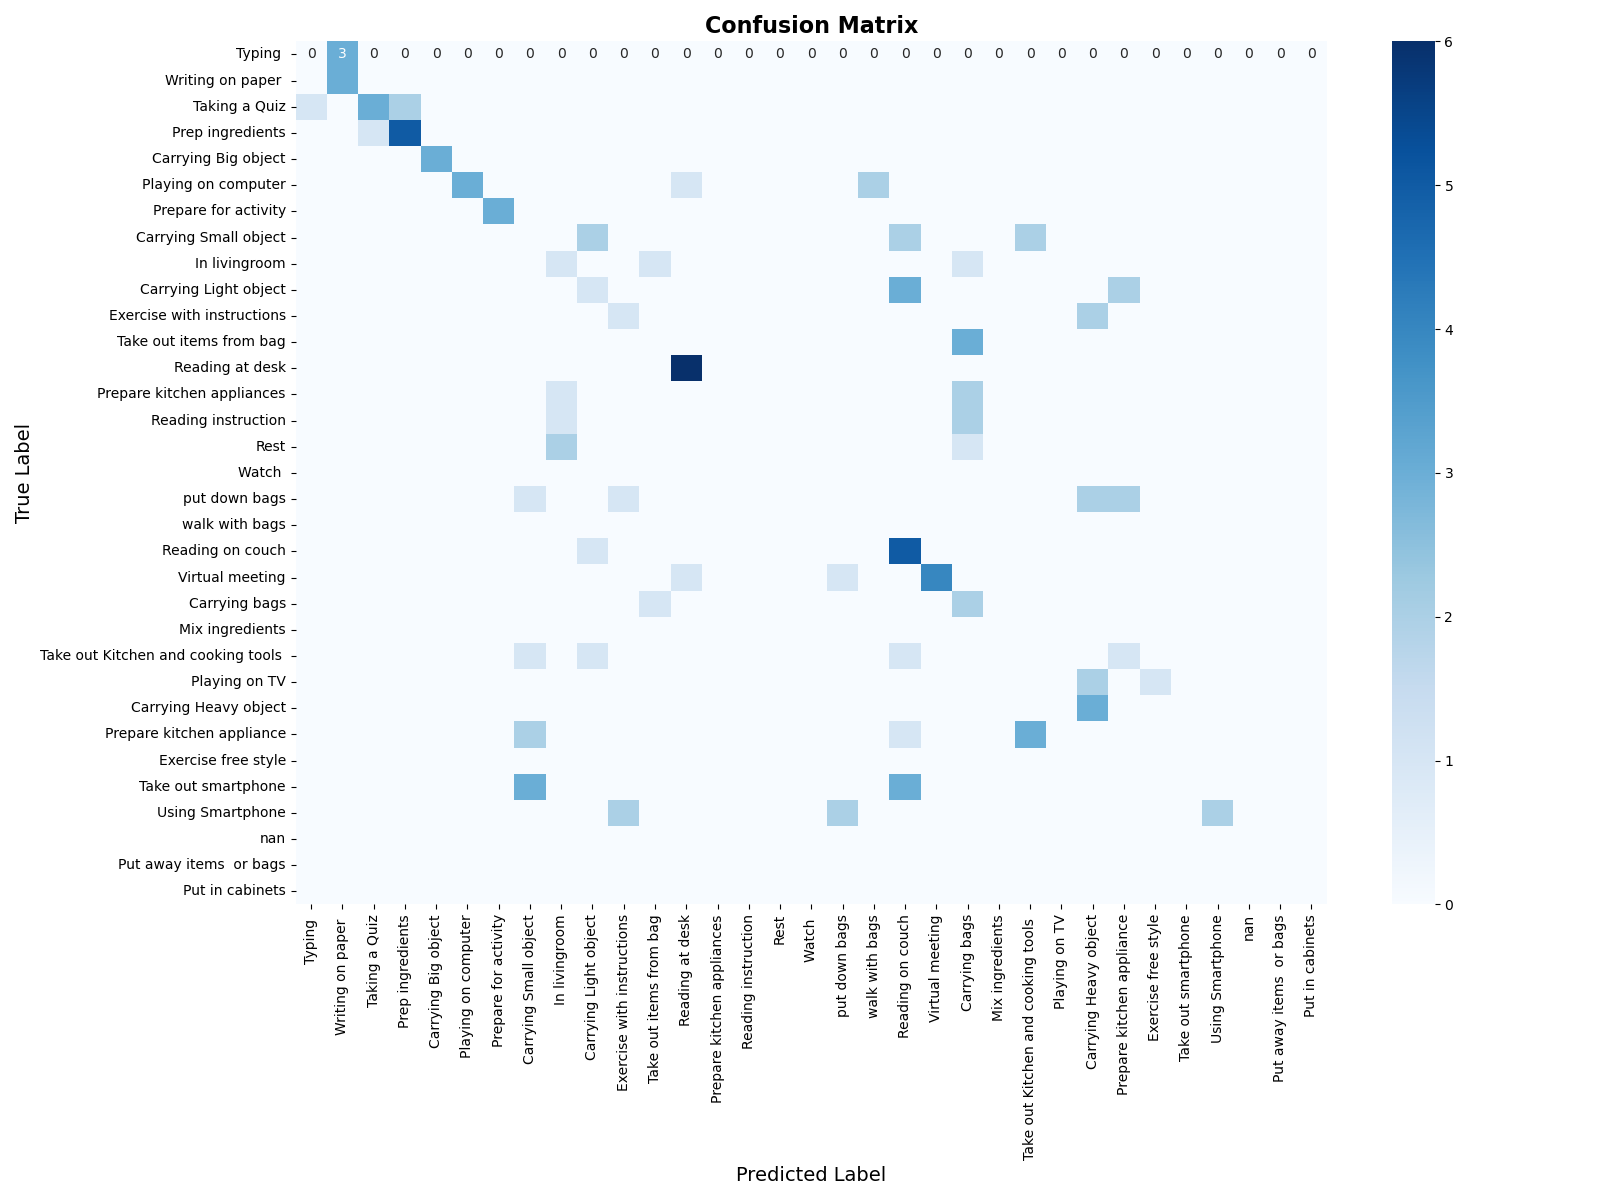 Confusion Matrix
Typing
0 3 0 0 0 0 0 0 0 0 0 0 0 0 0 0 0 0 0 0 0 0 0 0 0 0 0 0 0 0 0 0 0
Writing on paper
Taking a Quiz
Prep ingredients
Carrying Big object
Playing on computer
Prepare for activity
Carrying Small object
In livingroom
Carrying Light object
Exercise with instructions
Take out items from bag
Reading at desk
Prepare kitchen appliances
Reading instruction
Rest
Watch
put down bags
walk with bags
Reading on couch
Virtual meeting
Carrying bags
Mix ingredients
Take out Kitchen and cooking tools
Playing on TV
Carrying Heavy object
Prepare kitchen appliance
Exercise free style
Take out smartphone
Using Smartphone
nan
Put away items  or bags
Put in cabinets
True Label
Typing
Writing on paper
Taking a Quiz
Prep ingredients
Carrying Big object
Playing on computer
Prepare for activity
Carrying Small object
In livingroom
Carrying Light object
Exercise with instructions
Take out items from bag
Reading at desk
Prepare kitchen appliances
Reading instruction
Rest
Watch
put down bags
walk with bags
Reading on couch
Virtual meeting
Carrying bags
Mix ingredients
Take out Kitchen and cooking tools
Playing on TV
Carrying Heavy object
Prepare kitchen appliance
Exercise free style
Take out smartphone
Using Smartphone
nan
Put away items  or bags
Put in cabinets
Predicted Label
6
5
4
3
2
1
0